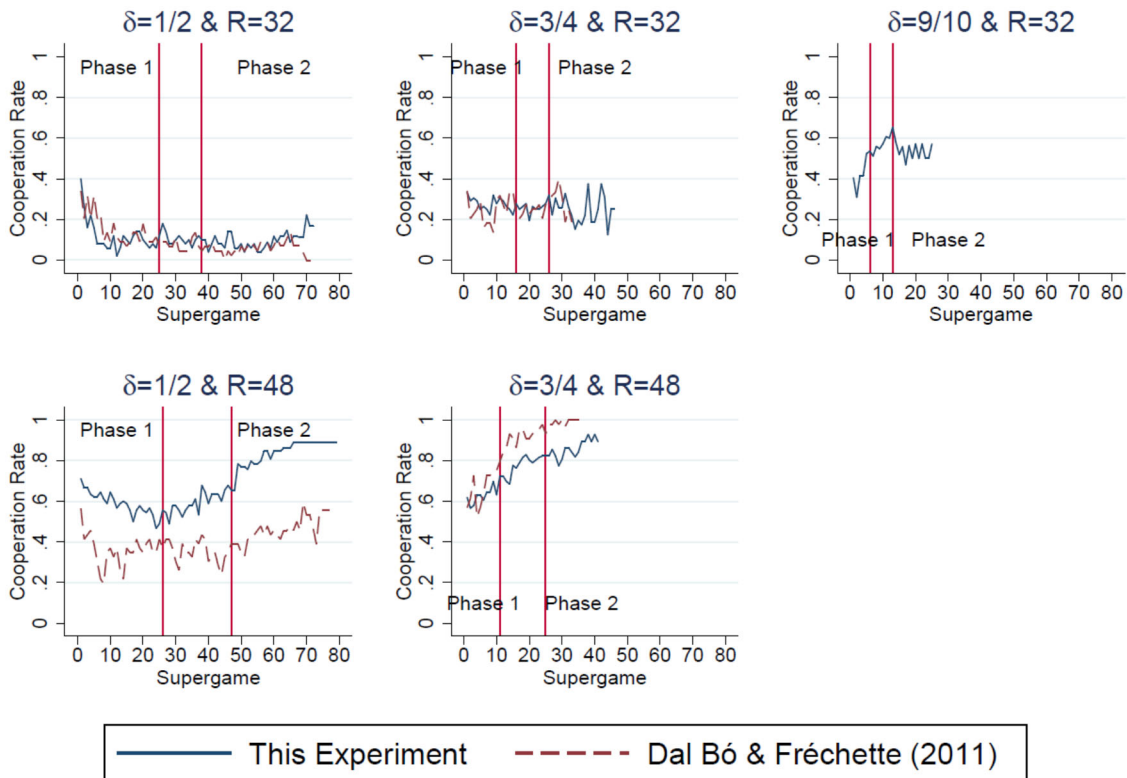 δ=1/2 & R=32
Cooperation Rate
0 .2 .4 .6 .8 1
Phase 1
Phase 2
0 10 20 30 40 50 60 70 80
Supergame
δ=3/4 & R=32
Cooperation Rate
0 .2 .4 .6 .8 1
Phase 1
Phase 2
0 10 20 30 40 50 60 70 80
Supergame
δ=9/10 & R=32
Cooperation Rate
0 .2 .4 .6 .8 1
Phase 1
Phase 2
0 10 20 30 40 50 60 70 80
Supergame
δ=1/2 & R=48
Cooperation Rate
0 .2 .4 .6 .8 1
Phase 1
Phase 2
0 10 20 30 40 50 60 70 80
Supergame
δ=3/4 & R=48
Cooperation Rate
0 .2 .4 .6 .8 1
Phase 1
Phase 2
0 10 20 30 40 50 60 70 80
Supergame
This Experiment
Dal Bó & Fréchette (2011)